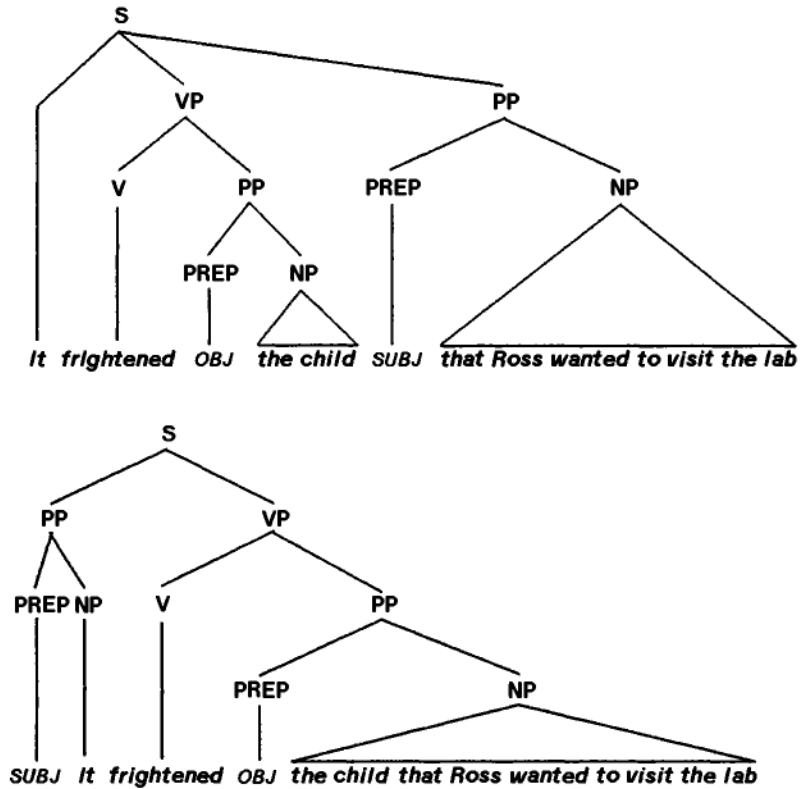 S
VP PP
V PP PREP NP
PREP NP
It frightened OBJ the child SUBJ that Ross wanted to visit the lab
S
PP VP
PREP NP V PP
PREP NP
SUBJ It frightened OBJ the child that Ross wanted to visit the lab